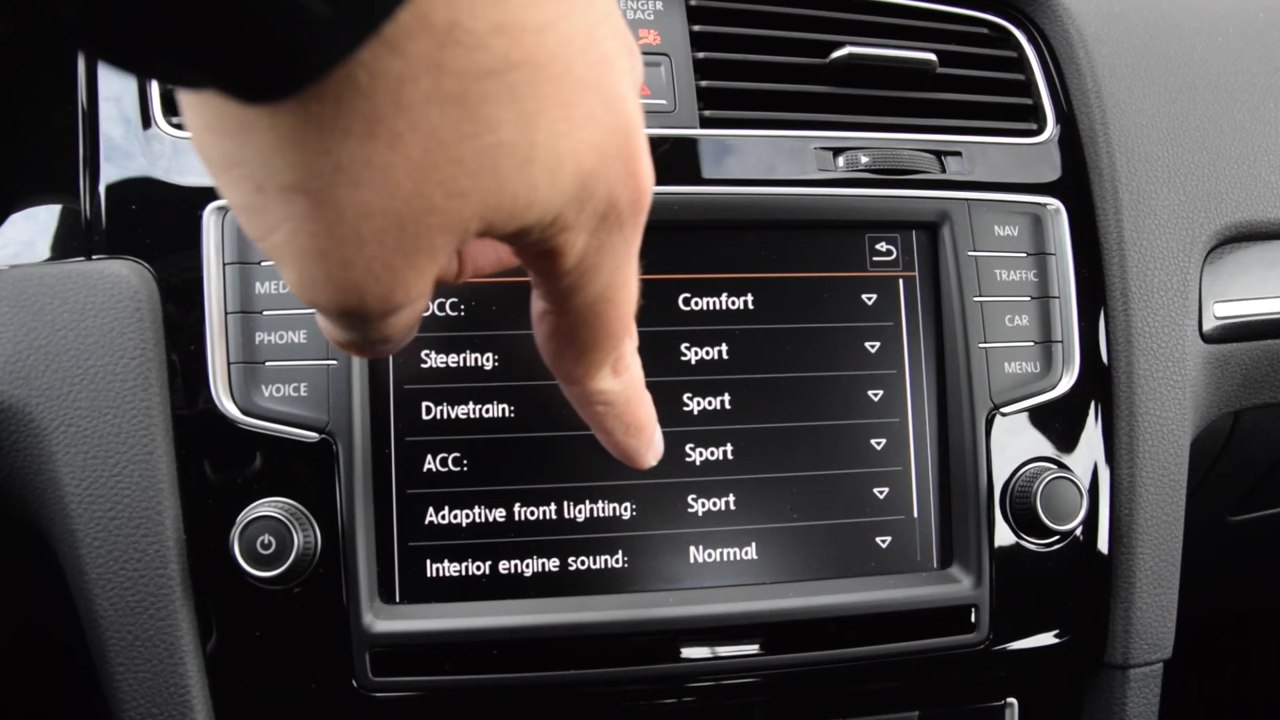 BAG
NAV
TRAFFIC
CAR
MENU
PHONE
VOICE
DCC: Comfort
Steering: Sport
Drivetrain: Sport
ACC: Sport
Adaptive front lighting: Sport
Interior engine sound: Normal